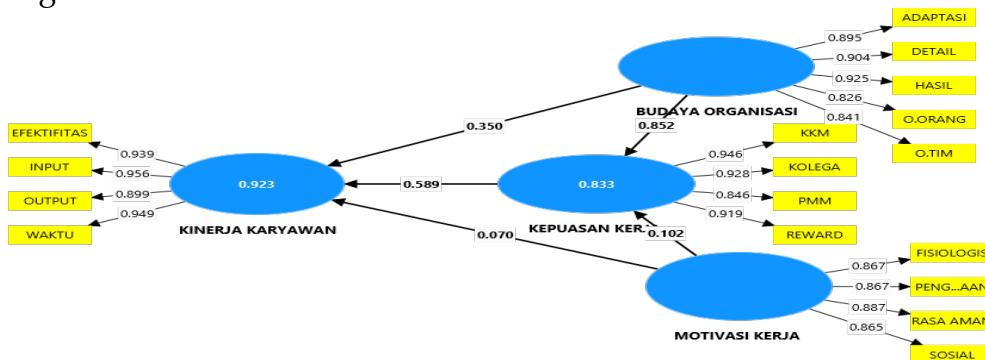 ADAPTASI
0.895
DETAIL
0.904
HASIL
0.925
BUDAYA ORGANISASI
0.826
O.ORANG
0.841
O.TIM
0.350
0.852
EFEKTIFITAS
0.939
INPUT
0.956
OUTPUT
0.899
WAKTU
0.949
0.923
KINERJA KARYAWAN
0.589
0.833
KKM
0.946
KOLEGA
0.928
PMM
0.846
REWARD
0.919
KEPUASAN
0.102
0.070
FISIOLOGIS
0.867
PENG...AAN
0.867
RASA AMAN
0.887
SOSIAL
0.865
MOTIVASI KERJA